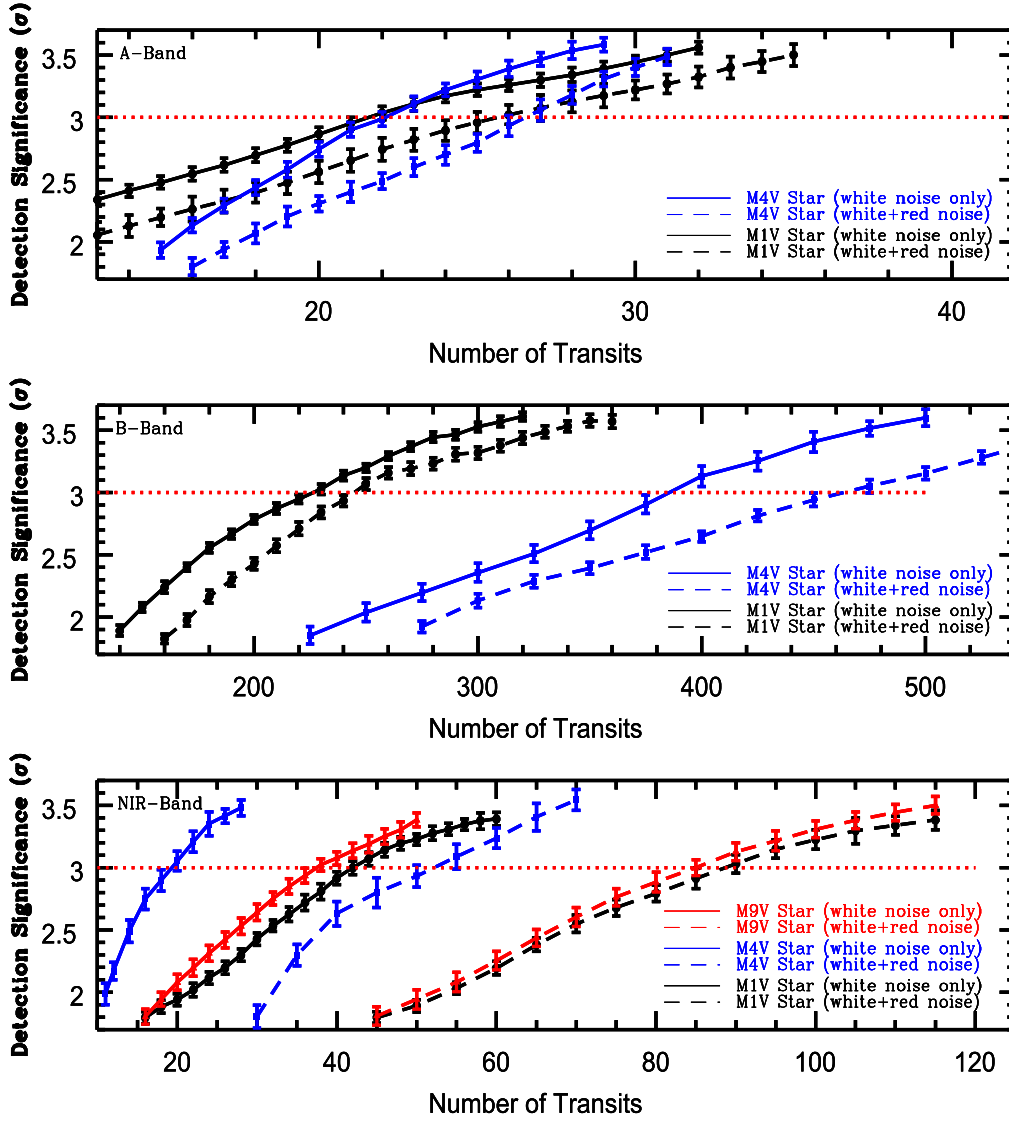 Detection Significance (σ)
3.5
3
2.5
2
A-Band
M4V Star (white noise only)
M4V Star (white+red noise)
M1V Star (white noise only)
M1V Star (white+red noise)
20
30
40
Number of Transits
Detection Significance (σ)
3.5
3
2.5
2
B-Band
M4V Star (white noise only)
M4V Star (white+red noise)
M1V Star (white noise only)
M1V Star (white+red noise)
200
300
400
500
Number of Transits
Detection Significance (σ)
3.5
3
2.5
2
NIR-Band
M9V Star (white noise only)
M9V Star (white+red noise)
M4V Star (white noise only)
M4V Star (white+red noise)
M1V Star (white noise only)
M1V Star (white+red noise)
20
40
60
80
100
120
Number of Transits